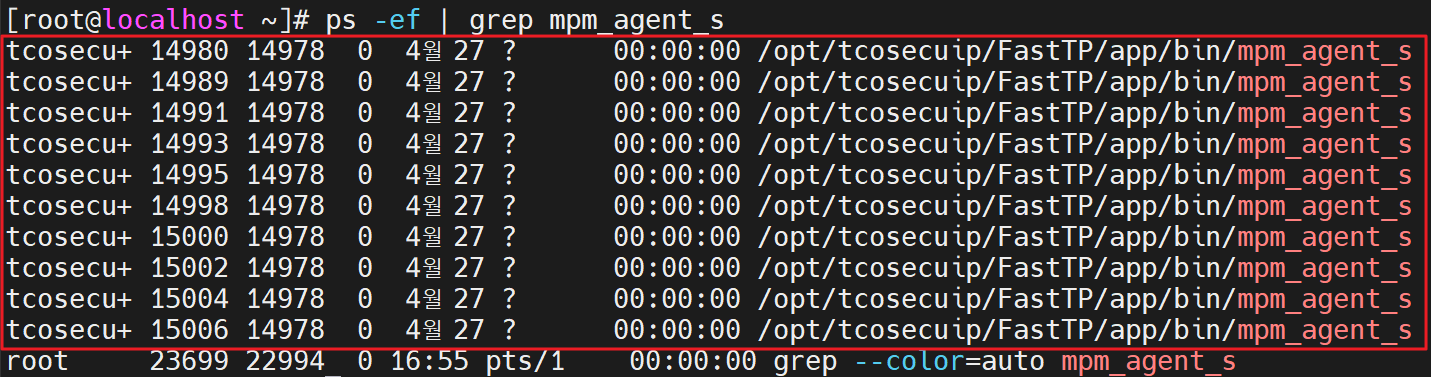 [root@localhost ~]# ps -ef | grep mpm_agent_s
tcosecu+ 14980 14978  0  4월 27 ?      00:00:00 /opt/tcosecuip/FastTP/app/bin/mpm_agent_s
tcosecu+ 14989 14978  0  4월 27 ?      00:00:00 /opt/tcosecuip/FastTP/app/bin/mpm_agent_s
tcosecu+ 14991 14978  0  4월 27 ?      00:00:00 /opt/tcosecuip/FastTP/app/bin/mpm_agent_s
tcosecu+ 14993 14978  0  4월 27 ?      00:00:00 /opt/tcosecuip/FastTP/app/bin/mpm_agent_s
tcosecu+ 14995 14978  0  4월 27 ?      00:00:00 /opt/tcosecuip/FastTP/app/bin/mpm_agent_s
tcosecu+ 14998 14978  0  4월 27 ?      00:00:00 /opt/tcosecuip/FastTP/app/bin/mpm_agent_s
tcosecu+ 15000 14978  0  4월 27 ?      00:00:00 /opt/tcosecuip/FastTP/app/bin/mpm_agent_s
tcosecu+ 15002 14978  0  4월 27 ?      00:00:00 /opt/tcosecuip/FastTP/app/bin/mpm_agent_s
tcosecu+ 15004 14978  0  4월 27 ?      00:00:00 /opt/tcosecuip/FastTP/app/bin/mpm_agent_s
tcosecu+ 15006 14978  0  4월 27 ?      00:00:00 /opt/tcosecuip/FastTP/app/bin/mpm_agent_s
root     23699 22994_ 0 16:55 pts/1    00:00:00 grep --color=auto mpm_agent_s